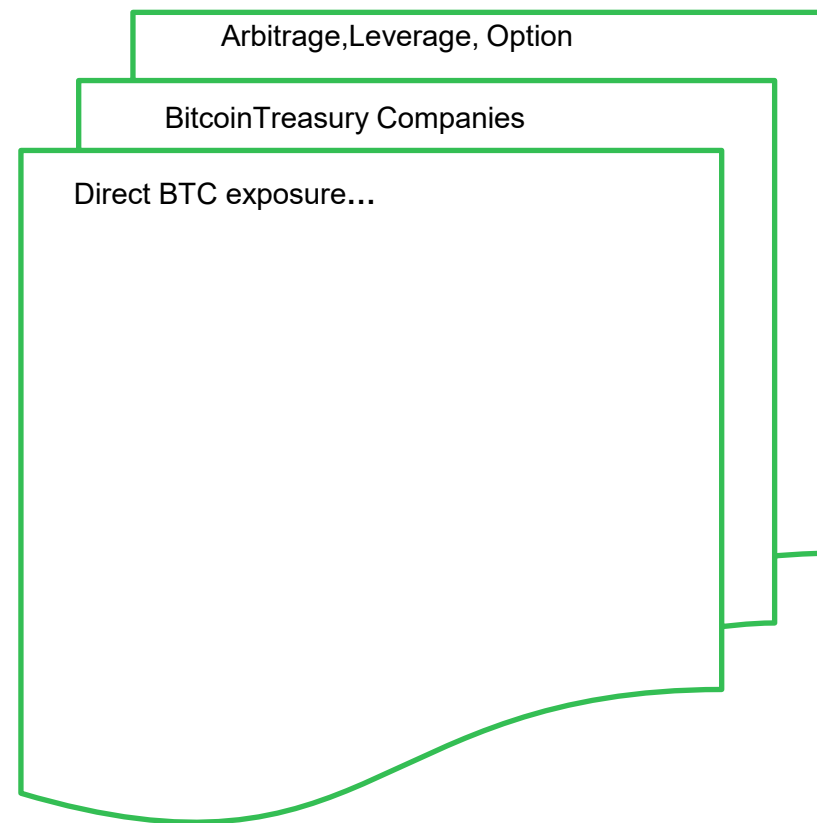 Arbitrage,Leverage, Option
BitcoinTreasury Companies
Direct BTC exposure...